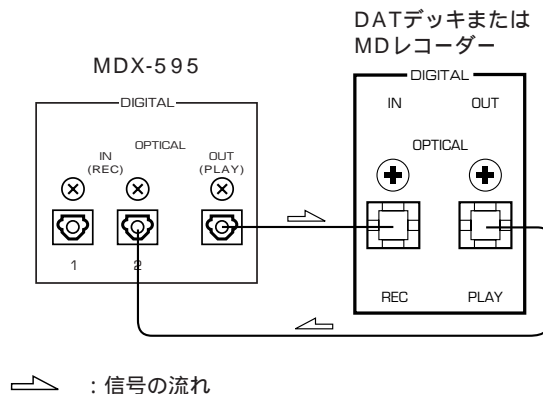 DATデッキまたは
MDレコーダー
MDX-595
DIGITAL
OPTICAL
IN
(REC)
OUT
(PLAY)
1
2
DIGITAL
IN OUT
OPTICAL
REC PLAY
：信号の流れ